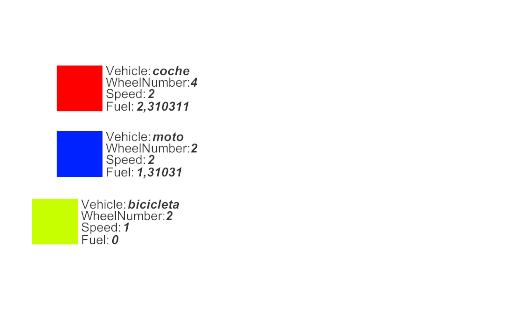 Vehicle: coche
WheelNumber: 4
Speed: 2
Fuel: 2,310311
Vehicle: moto
WheelNumber: 2
Speed: 2
Fuel: 1,31031
Vehicle: bicicleta
WheelNumber: 2
Speed: 1
Fuel: 0